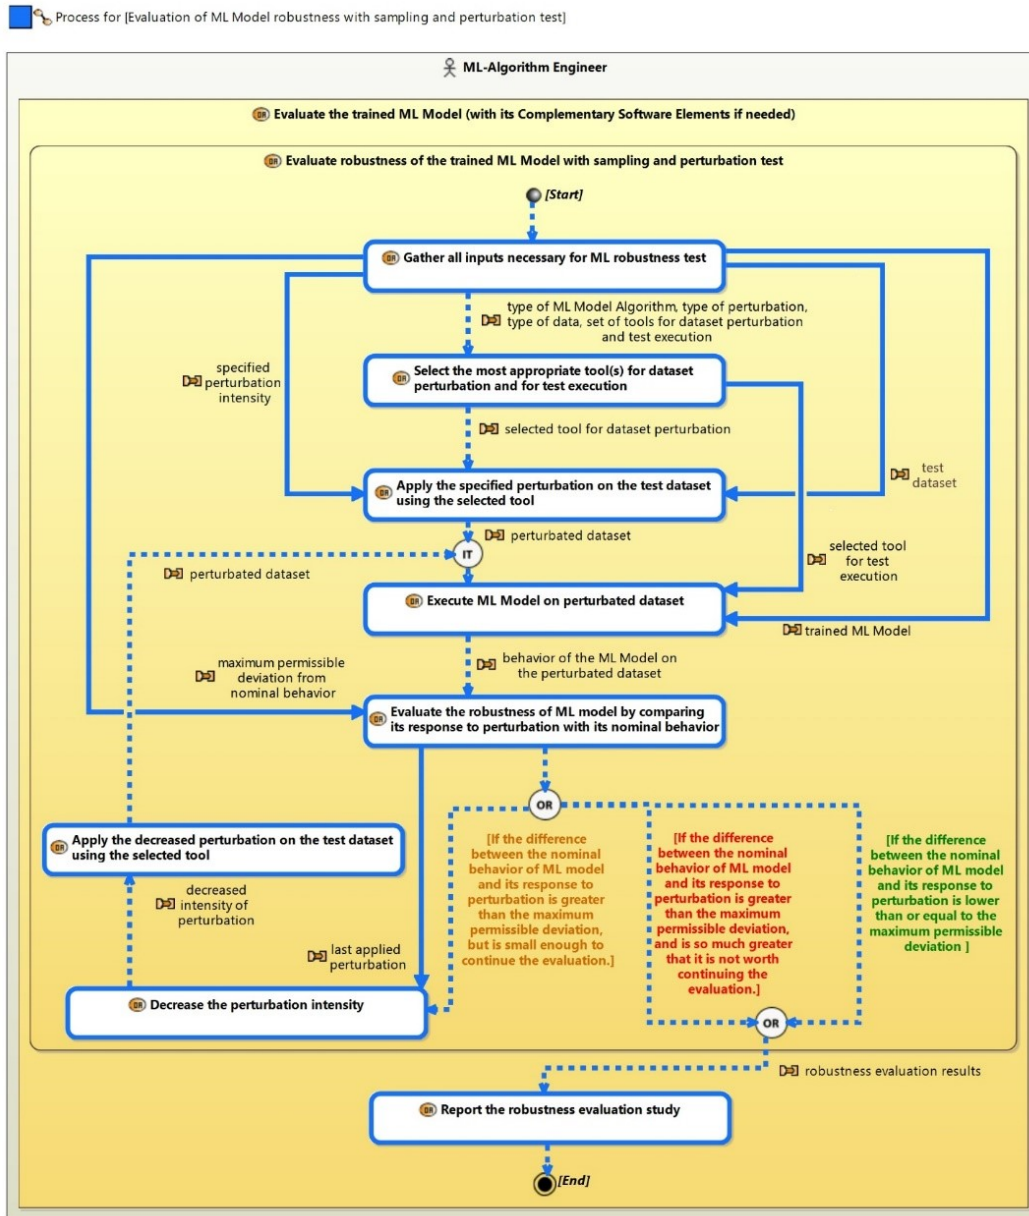 Process for [Evaluation of ML Model robustness with sampling and perturbation test]
ML-Algorithm Engineer
OR Evaluate the trained ML Model (with its Complementary Software Elements if needed)
OR Evaluate robustness of the trained ML Model with sampling and perturbation test
[Start]
OR Gather all inputs necessary for ML robustness test
type of ML Model Algorithm, type of perturbation,
type of data, set of tools for dataset perturbation
and test execution
specified
perturbation
intensity
OR Select the most appropriate tool(s) for dataset
perturbation and for test execution
selected tool for dataset perturbation
test
dataset
OR Apply the specified perturbation on the test dataset
using the selected tool
perturbated dataset
IT
selected tool
for test
execution
perturbated dataset
OR Execute ML Model on perturbated dataset
trained ML Model
maximum permissible
deviation from
nominal behavior
behavior of the ML Model on
the perturbated dataset
OR Evaluate the robustness of ML model by comparing
its response to perturbation with its nominal behavior
OR
OR Apply the decreased perturbation on the test dataset
using the selected tool
[If the difference
between the nominal
behavior of ML model
and its response to
perturbation is greater
than the maximum
permissible deviation,
but is small enough to
continue the evaluation.]
[If the difference
between the nominal
behavior of ML model
and its response to
perturbation is greater
than the maximum
permissible deviation,
and is so much greater
that it is not worth
continuing the
evaluation.]
[If the difference
between the nominal
behavior of ML model
and its response to
perturbation is lower
than or equal to the
maximum permissible
deviation ]
decreased
intensity of
perturbation
last applied
perturbation
OR Decrease the perturbation intensity
OR
robustness evaluation results
OR Report the robustness evaluation study
[End]